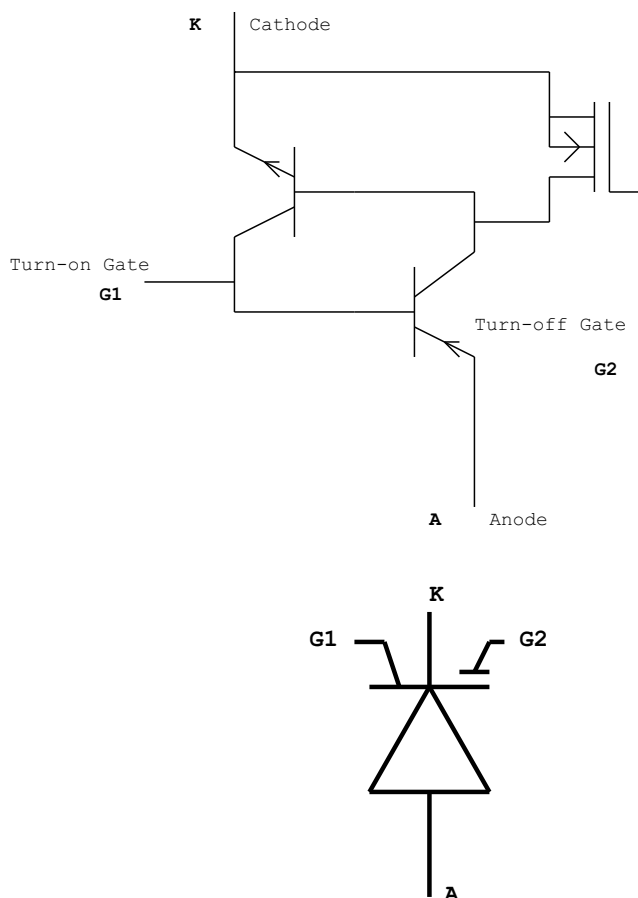 K Cathode
Turn-on Gate
G1
Turn-off Gate
G2
A Anode
K
G1 G2
A